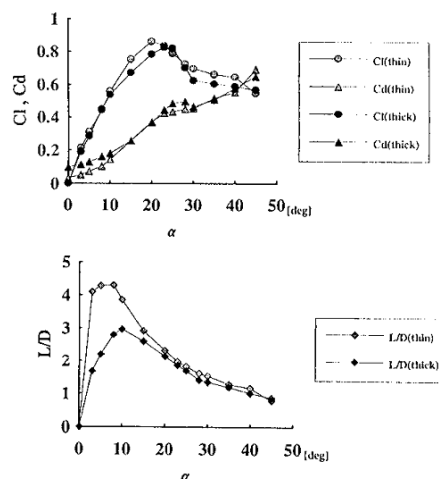 Cl , Cd
1
0.8
0.6
0.4
0.2
0
0 10 20 30 40 50 [deg]
α
Cl(thin)
Cd(thin)
Cl(thick)
Cd(thick)
L/D
5
4
3
2
1
0
0 10 20 30 40 50 [deg]
α
L/D(thin)
L/D(thick)